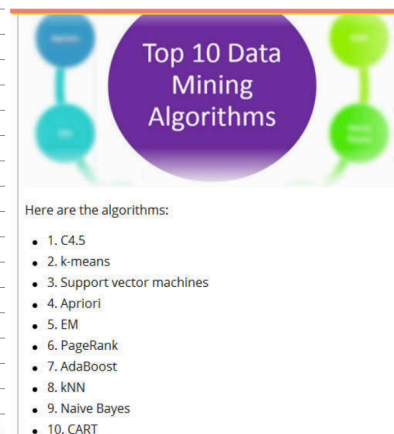 Top 10 Data
Mining
Algorithms
Here are the algorithms:
1. C4.5
2. k-means
3. Support vector machines
4. Apriori
5. EM
6. PageRank
7. AdaBoost
8. kNN
9. Naive Bayes
10. CART